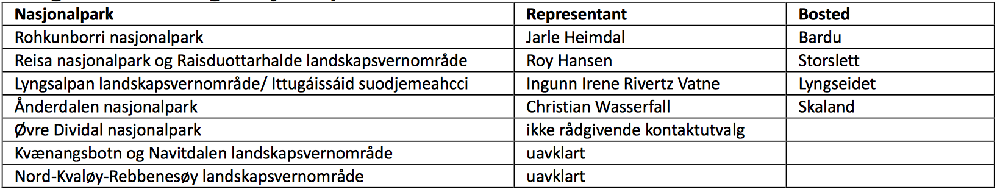 Nasjonalpark Representant Bosted
Rohkunborri nasjonalpark Jarle Heimdal Bardu
Reisa nasjonalpark og Raisduottarhalde landskapsvernområde Roy Hansen Storslett
Lyngsalpan landskapsvernområde/ Ittugáissáid suodjemeahcci Ingunn Irene Rivertz Vatne Lyngseidet
Ånderdalen nasjonalpark Christian Wasserfall Skaland
Øvre Dividal nasjonalpark ikke rådgivende kontaktutvalg
Kvænangsbotn og Navitdalen landskapsvernområde uavklart
Nord-Kvaløy-Rebbenesøy landskapsvernområde uavklart